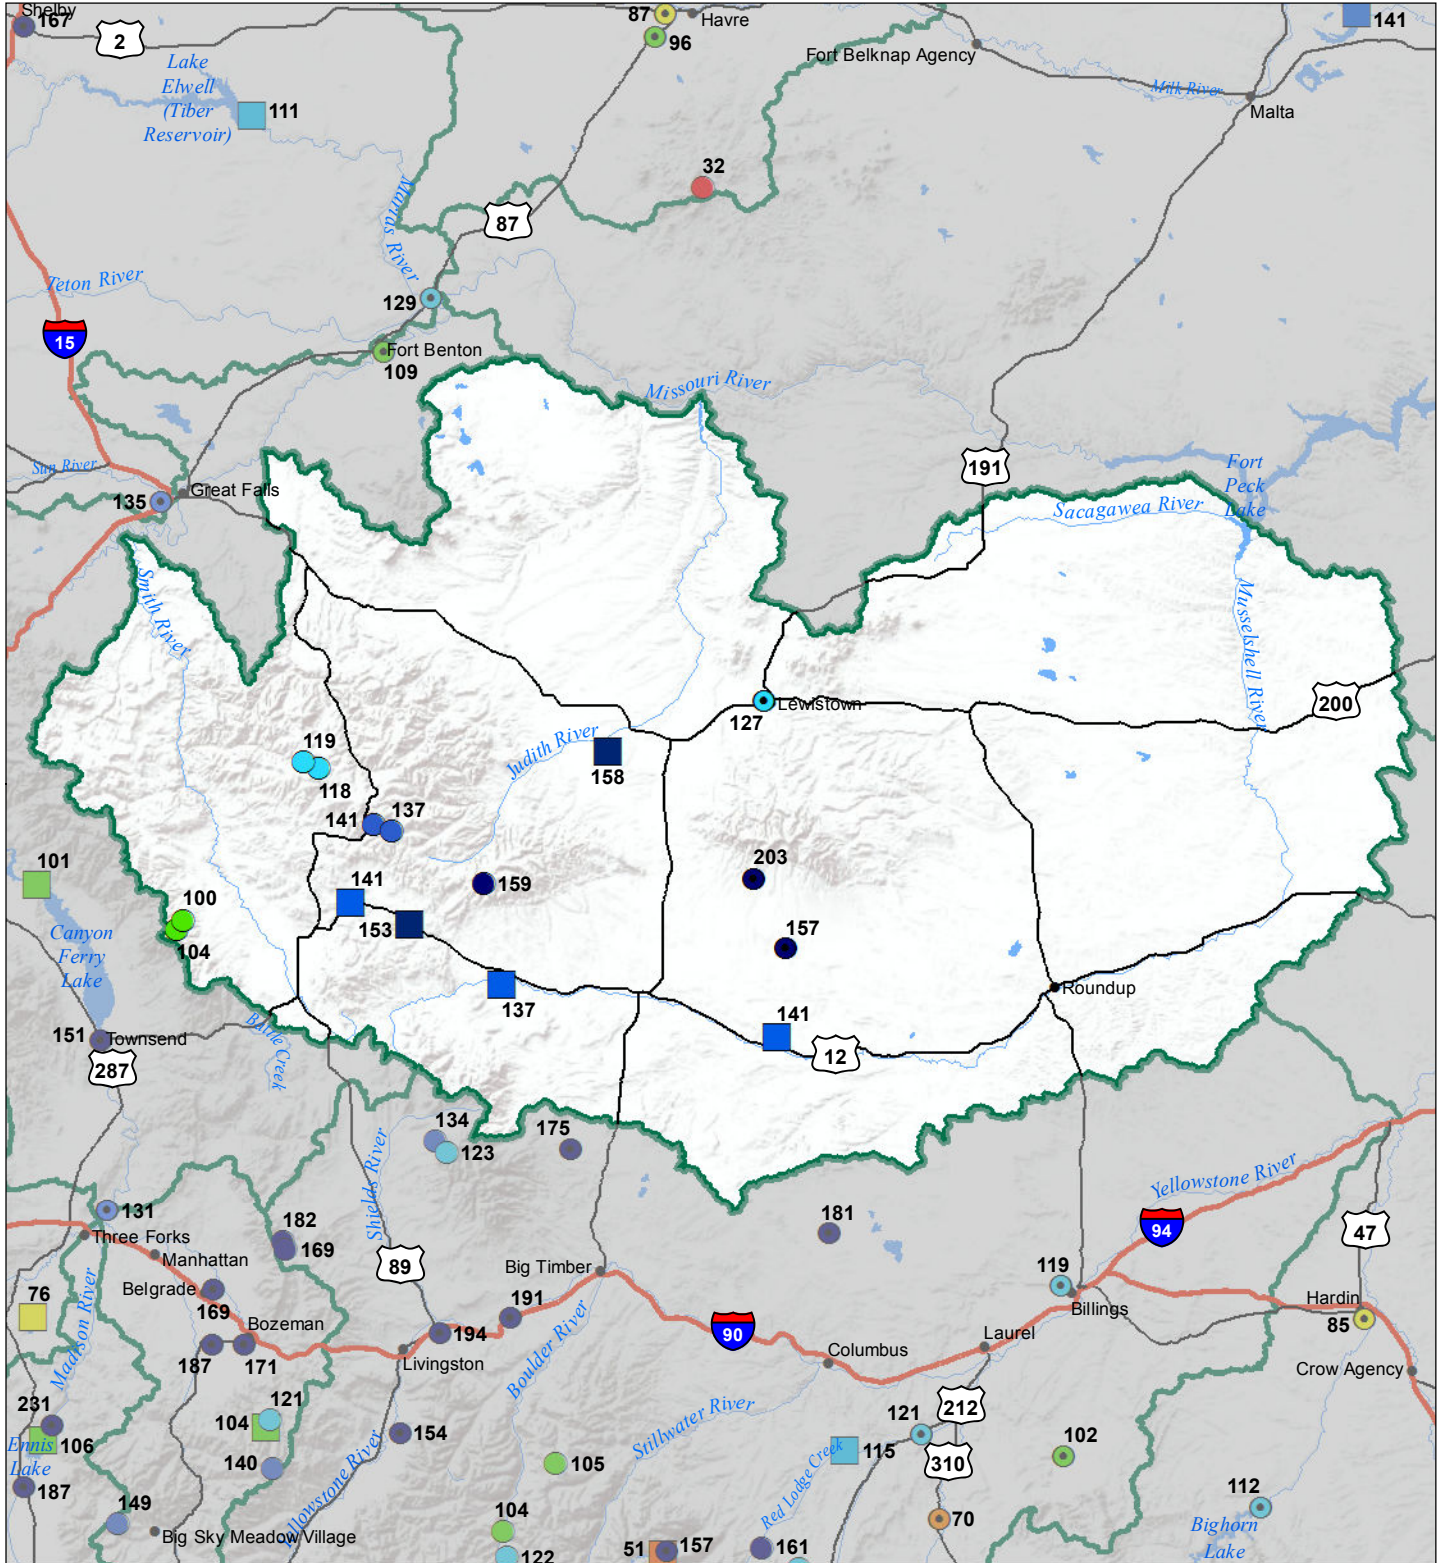 Shelby
167
2
87
Havre
96
141
Fort Belknap Agency
Milk River
Malta
Lake
Elwell
(Tiber
Reservoir)
111
32
Marias River
87
Teton River
129
15
Fort Benton
109
Missouri River
Sun River
Great Falls
135
191
Fort
Peck
Lake
Sacagawea River
Smith River
Musselshell River
200
Lewistown
127
119
118
Judith River
158
141
137
101
100
104
141
159
153
203
157
Canyon
Ferry
Lake
137
Roundup
141
12
151
Townsend
287
Battle Creek
134
123
175
Shields River
Yellowstone River
131
Three Forks
182
169
181
94
47
Manhattan
89
Big Timber
119
Billings
Belgrade
169
76
Madison River
Bozeman
191
194
90
Hardin
85
187
171
Livingston
Boulder River
Columbus
Laurel
Crow Agency
231
106
Ennis
Lake
121
104
154
Stillwater River
212
121
140
105
115
310
102
187
149
Big Sky Meadow Village
Yellowstone River
Red Lodge Creek
112
104
70
Bighorn
Lake
122
51
157
161